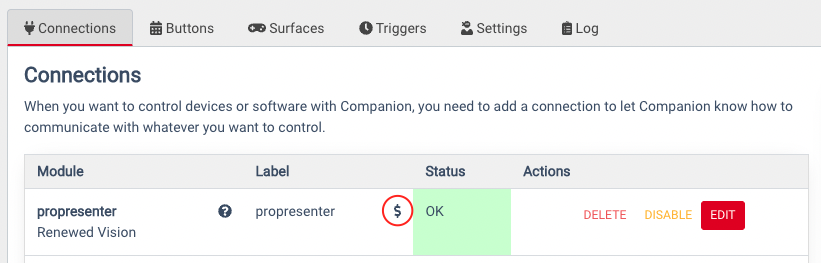 Connections Buttons Surfaces Triggers Settings Log
Connections
When you want to control devices or software with Companion, you need to add a connection to let Companion know how to
communicate with whatever you want to control.
Module Label Status Actions
propresenter ? propresenter $ OK DELETE DISABLE EDIT
Renewed Vision